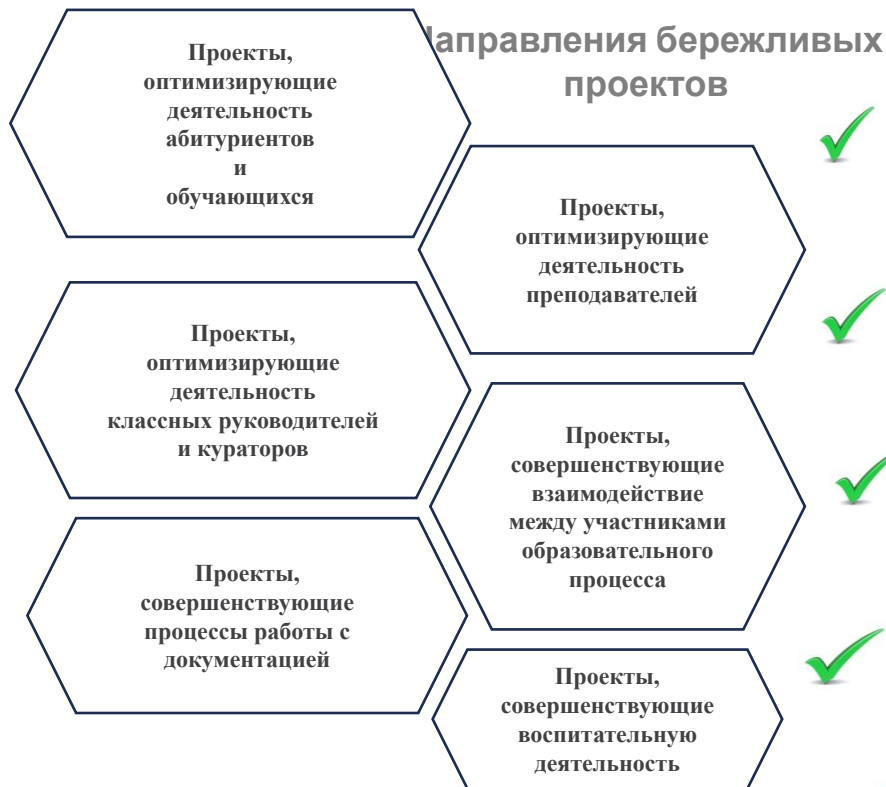 Направления бережливых
проектов
Проекты,
оптимизирующие
деятельность
абитуриентов
и
обучающихся
Проекты,
оптимизирующие
деятельность
преподавателей
Проекты,
оптимизирующие
деятельность
классных руководителей
и кураторов
Проекты,
совершенствующие
взаимодействие
между участниками
образовательного
процесса
Проекты,
совершенствующие
процессы работы с
документацией
Проекты,
совершенствующие
воспитательную
деятельность